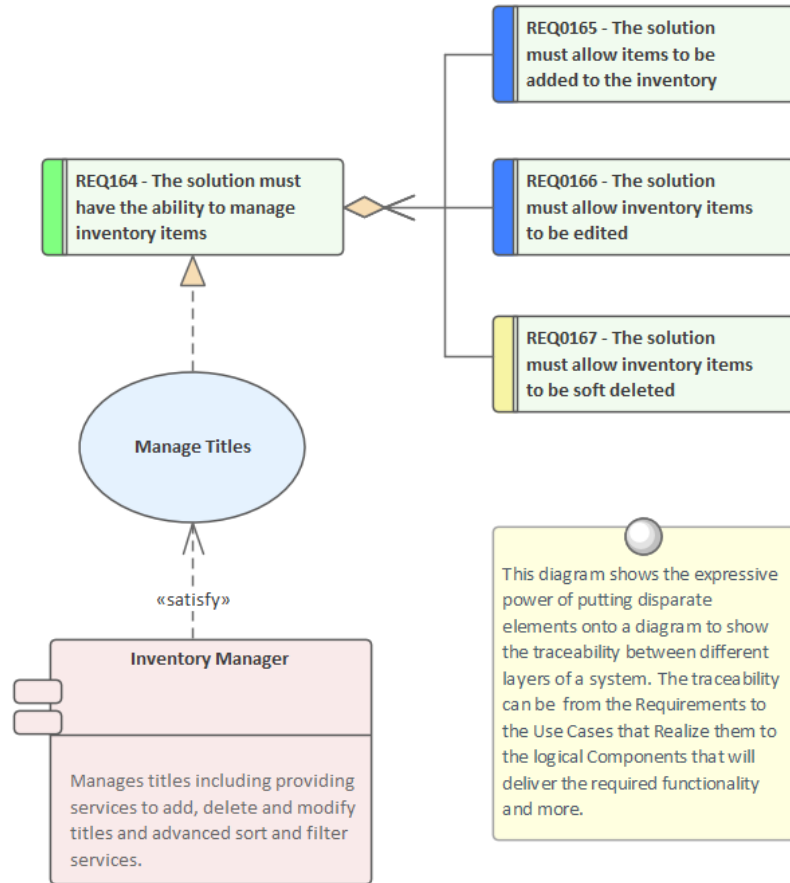 REQ0165 - The solution
must allow items to be
added to the inventory
REQ164 - The solution must
have the ability to manage
inventory items
REQ0166 - The solution
must allow inventory items
to be edited
REQ0167 - The solution
must allow inventory items
to be soft deleted
Manage Titles
«satisfy»
Inventory Manager
Manages titles including providing
services to add, delete and modify
titles and advanced sort and filter
services.
This diagram shows the expressive
power of putting disparate
elements onto a diagram to show
the traceability between different
layers of a system. The traceability
can be from the Requirements to
the Use Cases that Realize them to
the logical Components that will
deliver the required functionality
and more.